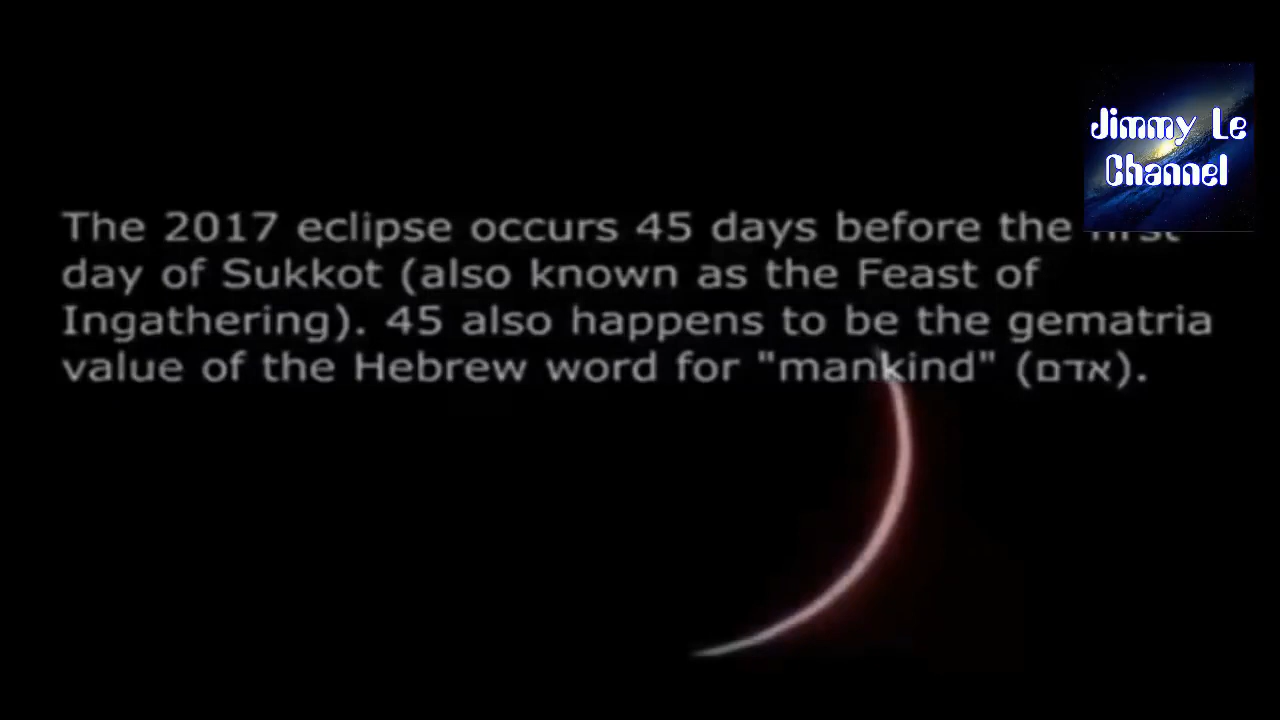 Jimmy Le
Channel
The 2017 eclipse occurs 45 days before the
day of Sukkot (also known as the Feast of
Ingathering). 45 also happens to be the gematria
value of the Hebrew word for "mankind" (אדם).